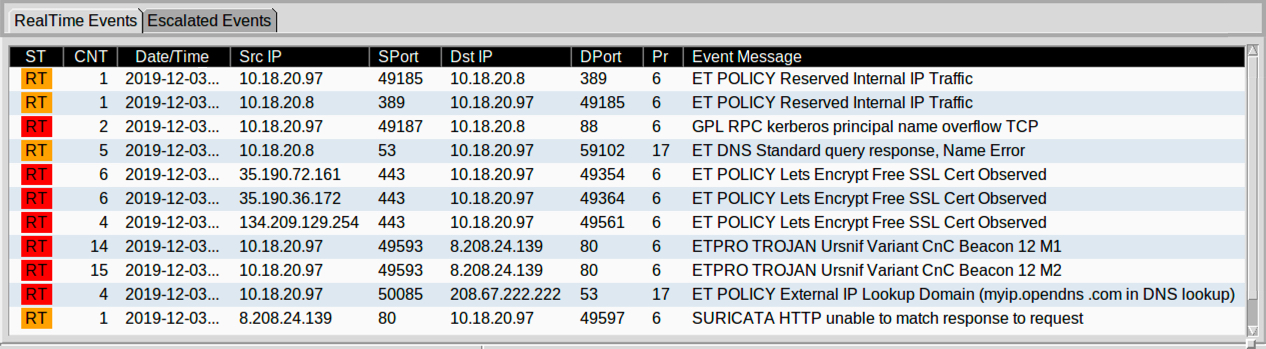 RealTime Events Escalated Events
ST CNT Date/Time Src IP SPort Dst IP DPort Pr Event Message
RT 1 2019-12-03... 10.18.20.97 49185 10.18.20.8 389 6 ET POLICY Reserved Internal IP Traffic
RT 1 2019-12-03... 10.18.20.8 389 10.18.20.97 49185 6 ET POLICY Reserved Internal IP Traffic
RT 2 2019-12-03... 10.18.20.97 49187 10.18.20.8 88 6 GPL RPC kerberos principal name overflow TCP
RT 5 2019-12-03... 10.18.20.8 53 10.18.20.97 59102 17 ET DNS Standard query response, Name Error
RT 6 2019-12-03... 35.190.72.161 443 10.18.20.97 49354 6 ET POLICY Lets Encrypt Free SSL Cert Observed
RT 6 2019-12-03... 35.190.36.172 443 10.18.20.97 49364 6 ET POLICY Lets Encrypt Free SSL Cert Observed
RT 4 2019-12-03... 134.209.129.254 443 10.18.20.97 49561 6 ET POLICY Lets Encrypt Free SSL Cert Observed
RT 14 2019-12-03... 10.18.20.97 49593 8.208.24.139 80 6 ETPRO TROJAN Ursnif Variant CnC Beacon 12 M1
RT 15 2019-12-03... 10.18.20.97 49593 8.208.24.139 80 6 ETPRO TROJAN Ursnif Variant CnC Beacon 12 M2
RT 4 2019-12-03... 10.18.20.97 50085 208.67.222.222 53 17 ET POLICY External IP Lookup Domain (myip.opendns .com in DNS lookup)
RT 1 2019-12-03... 8.208.24.139 80 10.18.20.97 49597 6 SURICATA HTTP unable to match response to request